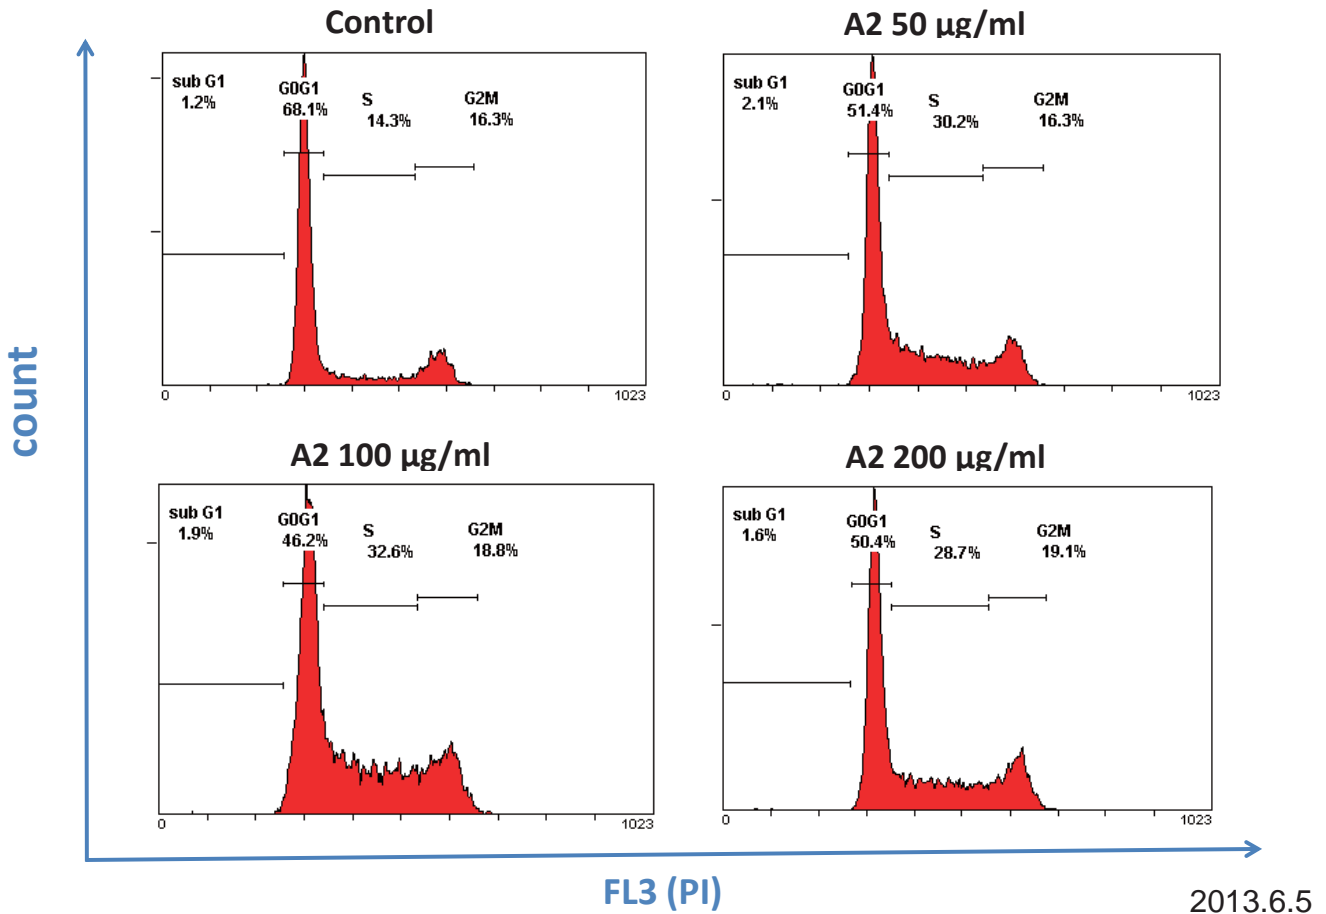 Control
sub G1
1.2%
G0G1
68.1%
S
14.3%
G2M
16.3%
0
1023
A2 50 µg/ml
sub G1
2.1%
G0G1
51.4%
S
30.2%
G2M
16.3%
0
1023
A2 100 µg/ml
sub G1
1.9%
G0G1
46.2%
S
32.6%
G2M
18.8%
0
1023
A2 200 µg/ml
sub G1
1.6%
G0G1
50.4%
S
28.7%
G2M
19.1%
0
1023
count
FL3 (PI)
2013.6.5